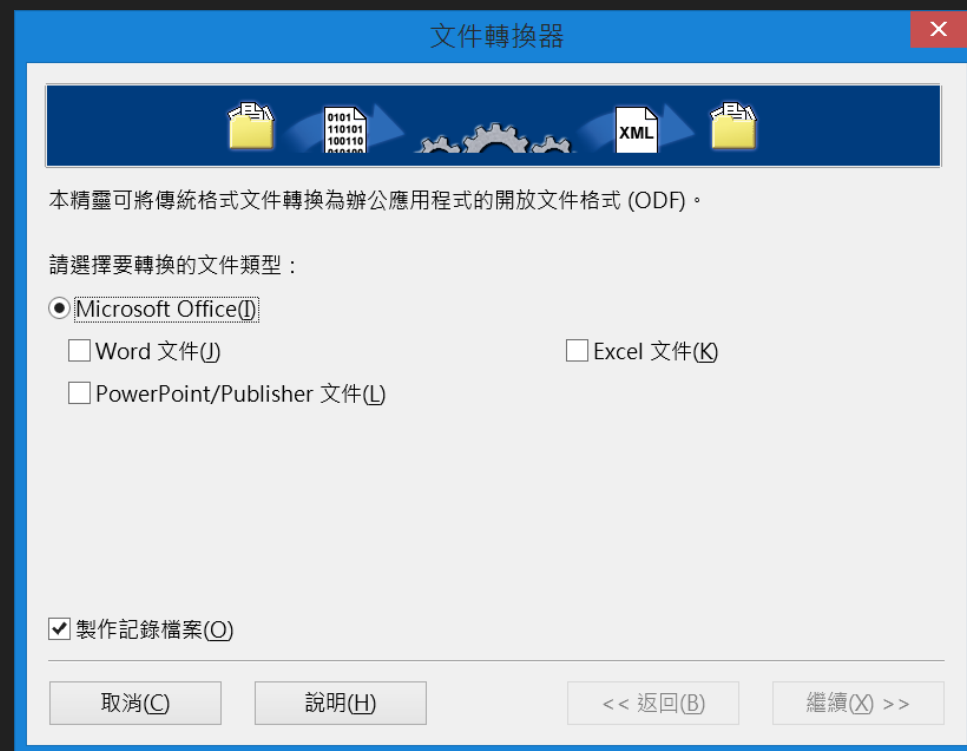 文件轉換器
0101
110101
100110
010100
XML
本精靈可將傳統格式文件轉換為辦公應用程式的開放文件格式 (ODF)。
請選擇要轉換的文件類型：
Microsoft Office(I)
Word 文件(J)
Excel 文件(K)
PowerPoint/Publisher 文件(L)
製作記錄檔案(O)
取消(C)
說明(H)
<< 返回(B)
繼續(X) >>